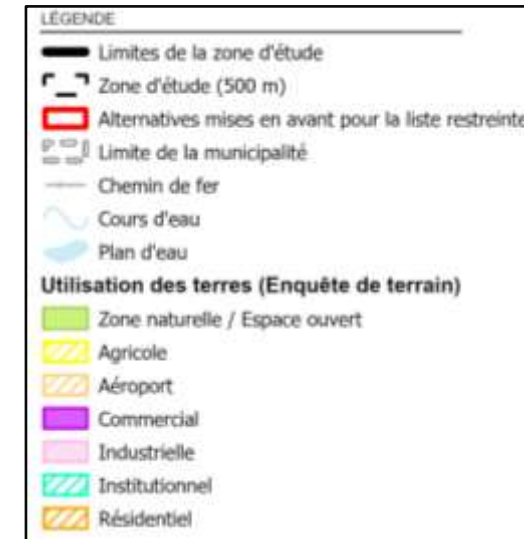 LÉGENDE
Limites de la zone d'étude
Zone d'étude (500 m)
Alternatives mises en avant pour la liste restreinte
Limite de la municipalité
Chemin de fer
Cours d'eau
Plan d'eau
Utilisation des terres (Enquête de terrain)
Zone naturelle / Espace ouvert
Agricole
Aéroport
Commercial
Industrielle
Institutionnel
Résidentiel